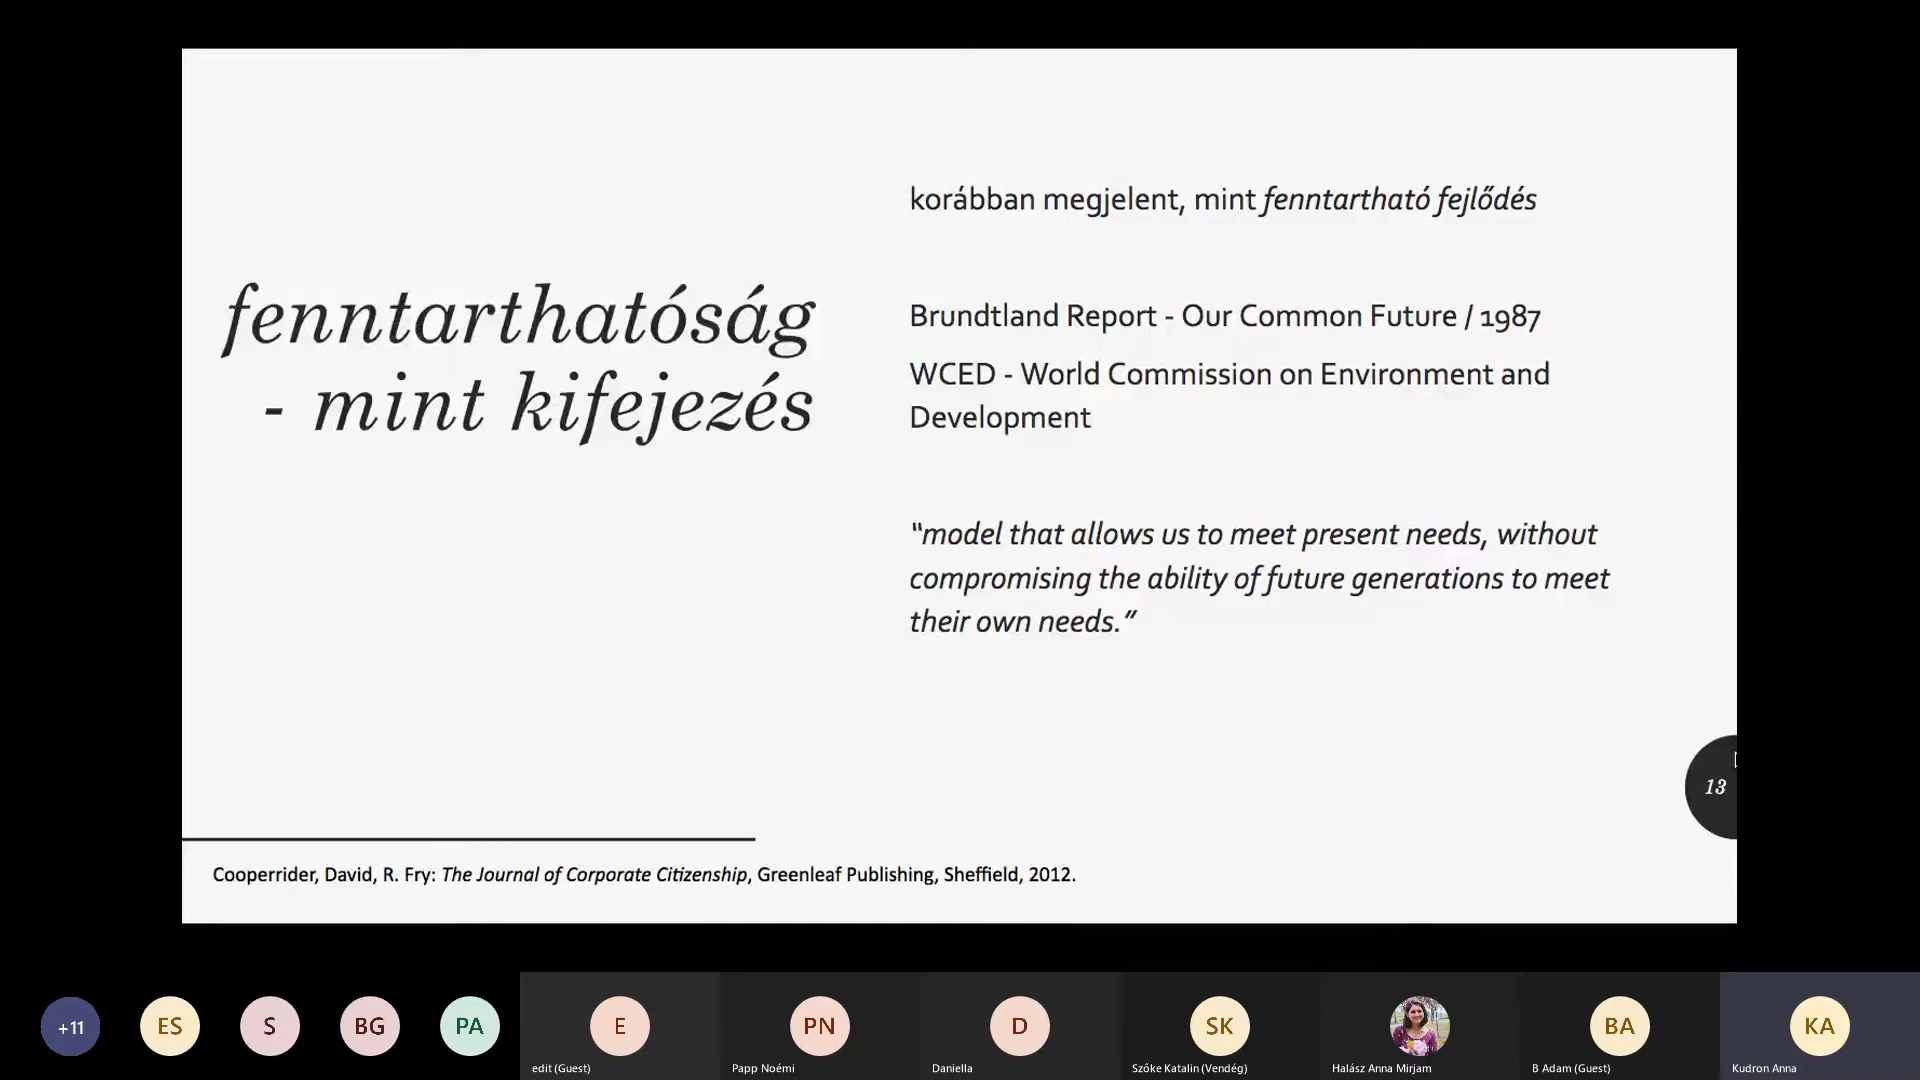 fenntarthatóság
- mint kifejezés
korábban megjelent, mint fenntartható fejlődés
Brundtland Report - Our Common Future / 1987
WCED - World Commission on Environment and
Development
“model that allows us to meet present needs, without
compromising the ability of future generations to meet
their own needs.”
13
Cooperrider, David, R. Fry: The Journal of Corporate Citizenship, Greenleaf Publishing, Sheffield, 2012.
+11
ES
S
BG
PA
E
edit (Guest)
PN
Papp Noémi
D
Daniella
SK
Szőke Katalin (Vendég)
Halász Anna Mirjam
BA
B Adam (Guest)
KA
Kudron Anna